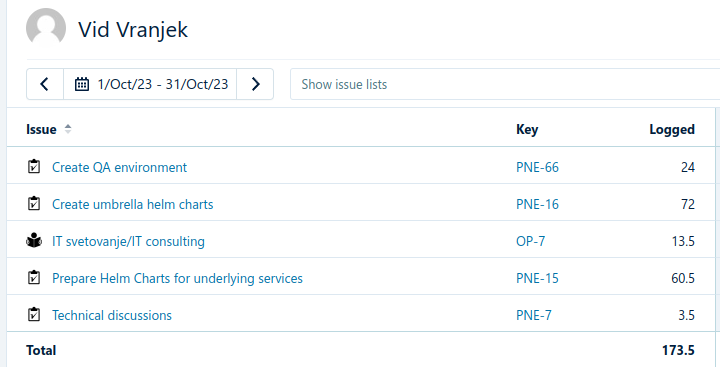 Vid Vranjek
1/Oct/23 - 31/Oct/23 Show issue lists
Issue Key Logged
Create QA environment PNE-66 24
Create umbrella helm charts PNE-16 72
IT svetovanje/IT consulting OP-7 13.5
Prepare Helm Charts for underlying services PNE-15 60.5
Technical discussions PNE-7 3.5
Total 173.5